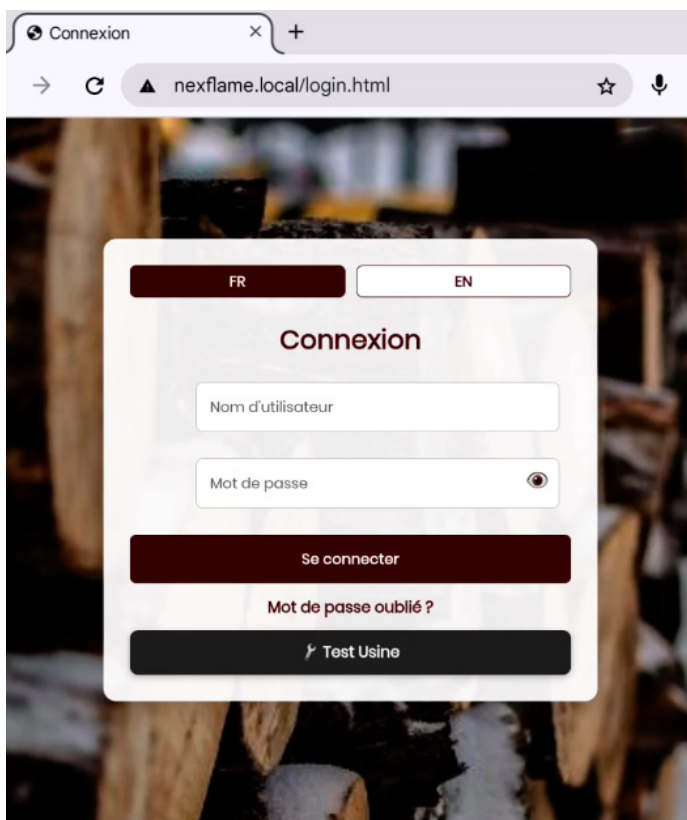 Connexion
nexflame.local/login.html
FR
EN
Connexion
Nom d'utilisateur
Mot de passe
Se connecter
Mot de passe oublié ?
Test Usine